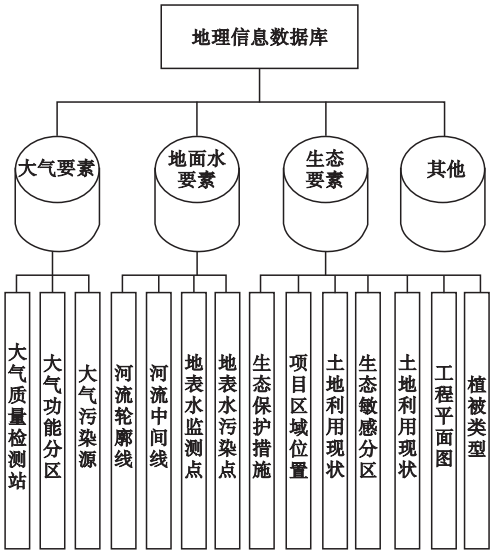 地理信息数据库
大气要素
地面水
要素
生态
要素
其他
大气质量检测站
大气功能分区
大气污染源
河流轮廓线
河流中间线
地表水监测点
地表水污染点
生态保护措施
项目区域位置
土地利用现状
生态敏感分区
土地利用现状
工程平面图
植被类型